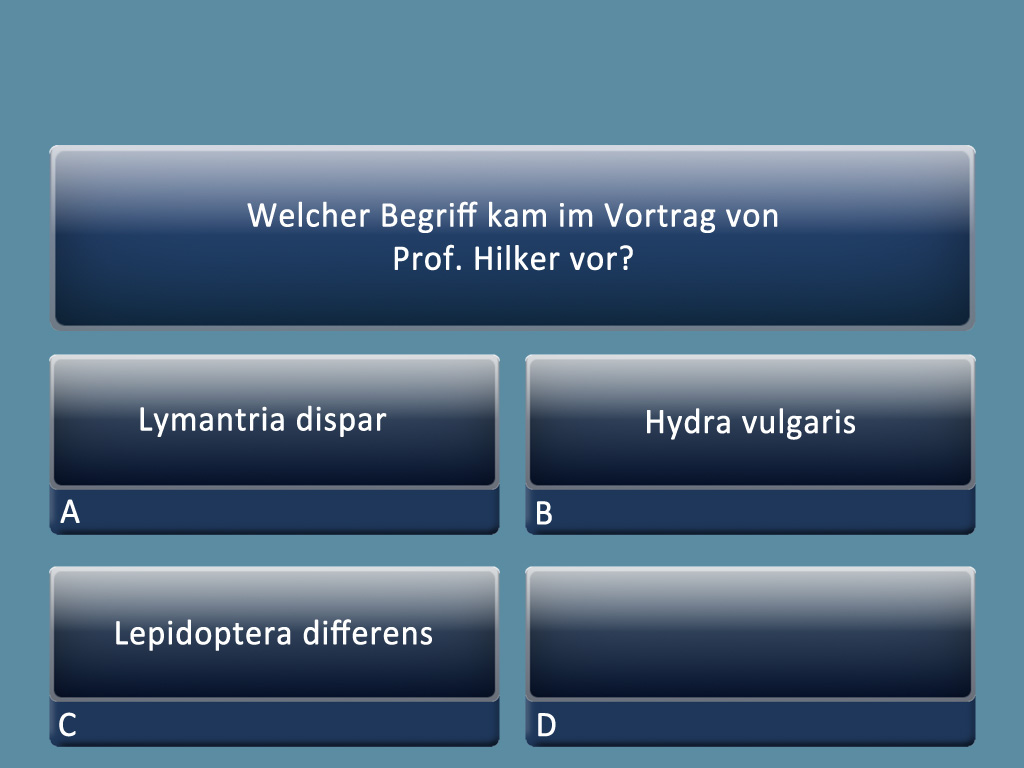 Welcher Begriff kam im Vortrag von
Prof. Hilker vor?
Lymantria dispar
A
Hydra vulgaris
B
Lepidoptera differens
C
D